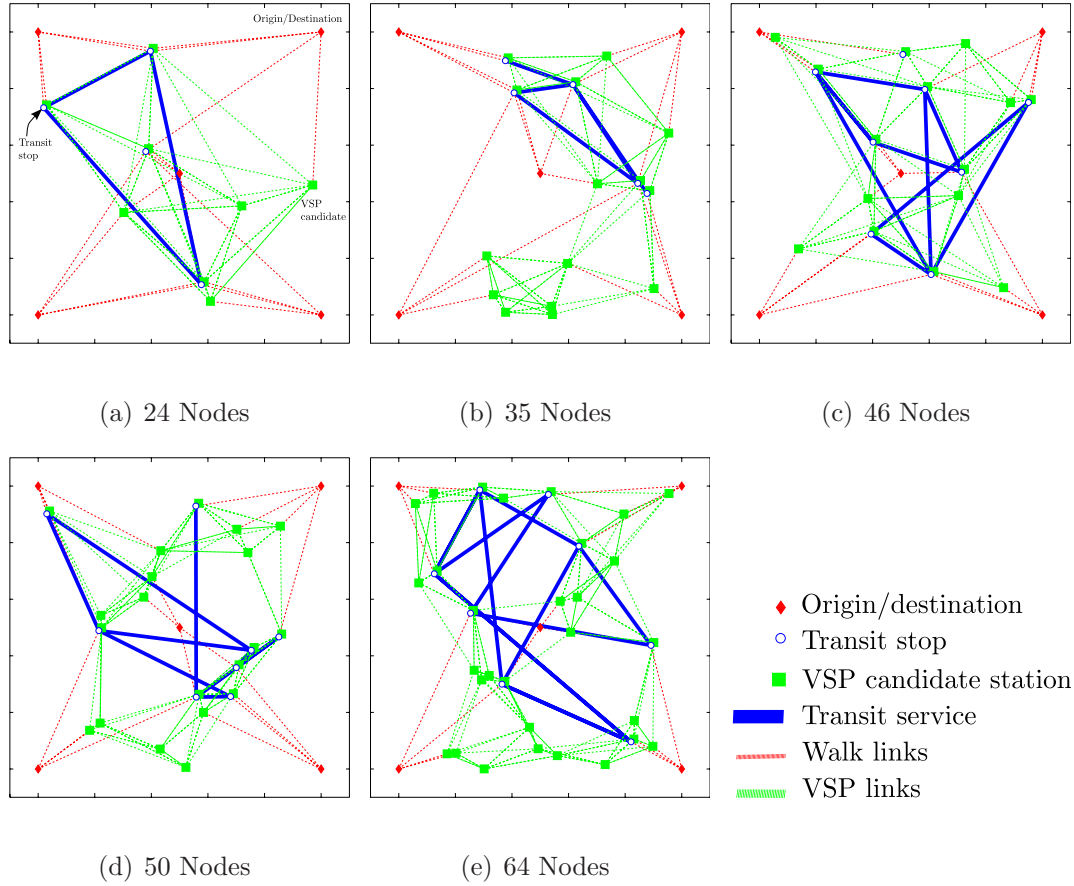 Origin/Destination
Transit
stop
VSP
candidate
(a) 24 Nodes
(b) 35 Nodes
(c) 46 Nodes
Origin/destination
Transit stop
VSP candidate station
Transit service
Walk links
VSP links
(d) 50 Nodes
(e) 64 Nodes